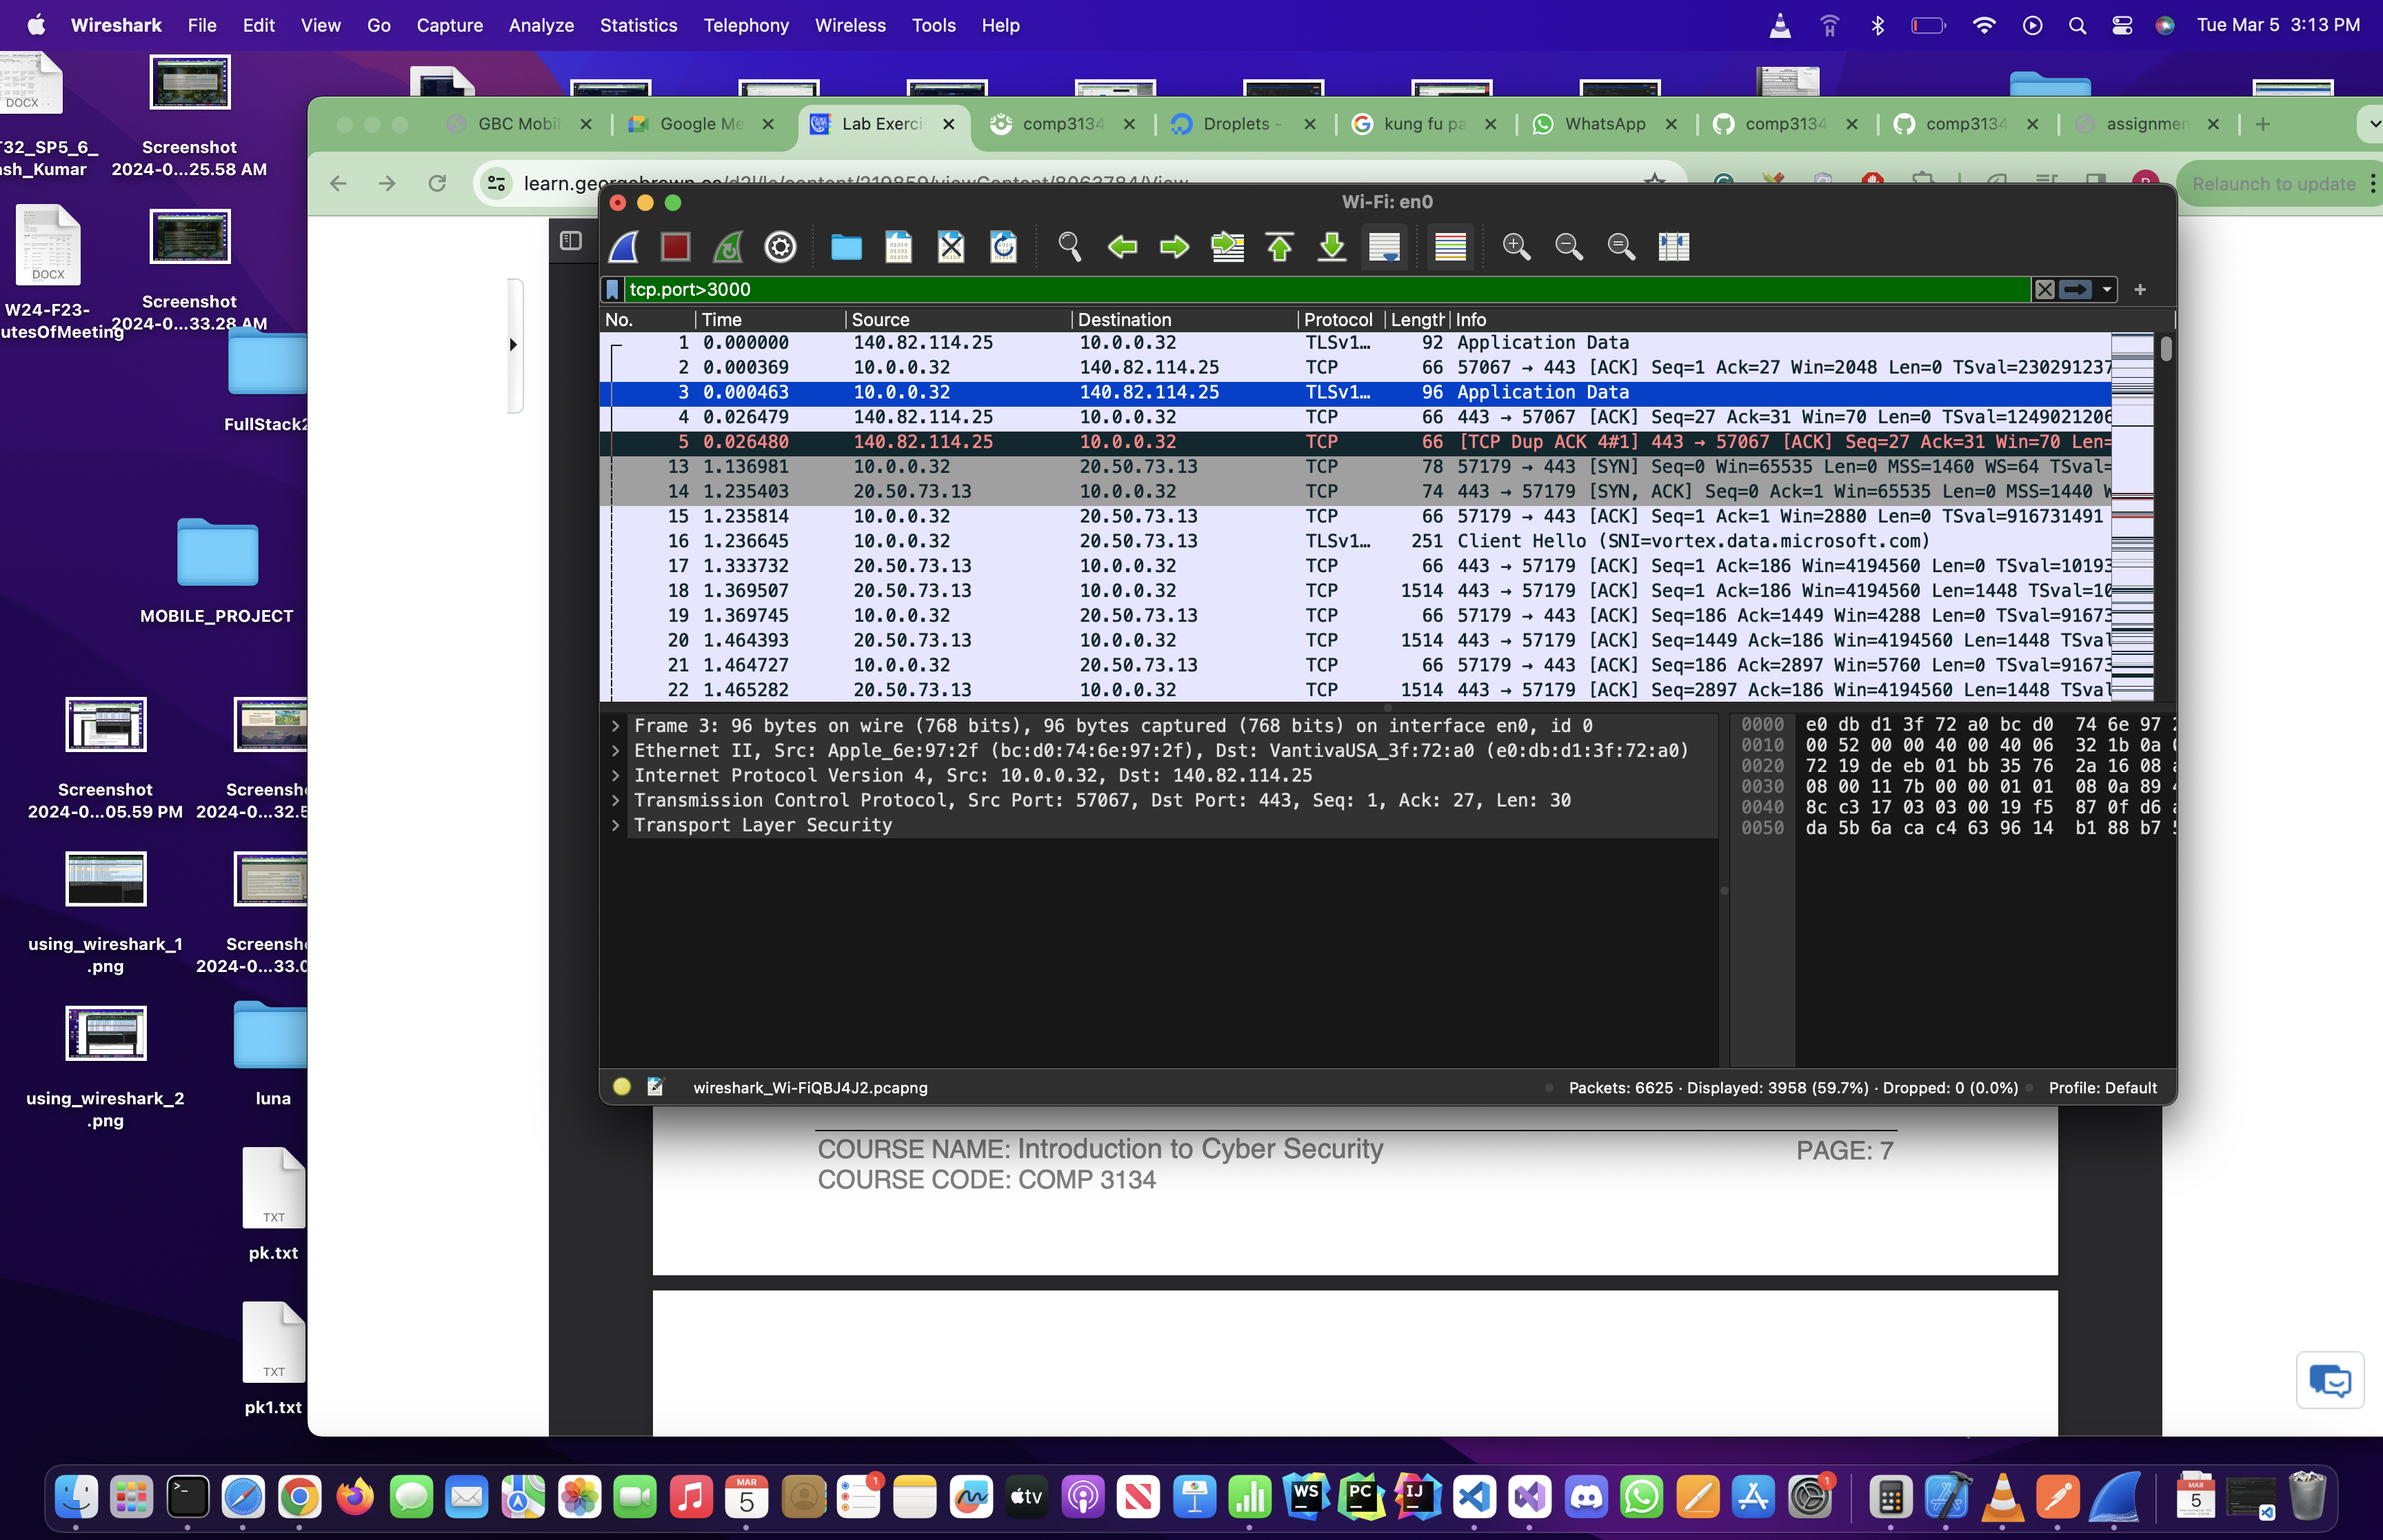 Wireshark File Edit View Go Capture Analyze Statistics Telephony Wireless Tools Help
Tue Mar 5 3:13 PM
DOCX
T32_SP5_6_
ash_Kumar
Screenshot
2024-0...25.58 AM
DOCX
W24-F23-
utesOfMeeting
Screenshot
2024-0...33.28 AM
FullStack2
MOBILE_PROJECT
Screenshot
2024-0...05.59 PM
Screensh
2024-0...32.5
using_wireshark_1
.png
Screensh
2024-0...33.0
using_wireshark_2
.png
luna
TXT
pk.txt
TXT
pk1.txt
GBC Mobil
Google Me
Lab Exerci
comp3134
Droplets -
kung fu pa
WhatsApp
comp3134
comp3134
assignmen
Relaunch to update
Wi-Fi: en0
tcp.port>3000
No. Time Source Destination Protocol Length Info
1 0.000000 140.82.114.25 10.0.0.32 TLSv1… 92 Application Data
2 0.000369 10.0.0.32 140.82.114.25 TCP 66 57067 → 443 [ACK] Seq=1 Ack=27 Win=2048 Len=0 TSval=230291237
3 0.000463 10.0.0.32 140.82.114.25 TLSv1… 96 Application Data
4 0.026479 140.82.114.25 10.0.0.32 TCP 66 443 → 57067 [ACK] Seq=27 Ack=31 Win=70 Len=0 TSval=1249021206
5 0.026480 140.82.114.25 10.0.0.32 TCP 66 [TCP Dup ACK 4#1] 443 → 57067 [ACK] Seq=27 Ack=31 Win=70 Len=
13 1.136981 10.0.0.32 20.50.73.13 TCP 78 57179 → 443 [SYN] Seq=0 Win=65535 Len=0 MSS=1460 WS=64 TSval=
14 1.235403 20.50.73.13 10.0.0.32 TCP 74 443 → 57179 [SYN, ACK] Seq=0 Ack=1 Win=65535 Len=0 MSS=1440 W
15 1.235814 10.0.0.32 20.50.73.13 TCP 66 57179 → 443 [ACK] Seq=1 Ack=1 Win=2880 Len=0 TSval=916731491
16 1.236645 10.0.0.32 20.50.73.13 TLSv1… 251 Client Hello (SNI=vortex.data.microsoft.com)
17 1.333732 20.50.73.13 10.0.0.32 TCP 66 443 → 57179 [ACK] Seq=1 Ack=186 Win=4194560 Len=0 TSval=10193
18 1.369507 20.50.73.13 10.0.0.32 TCP 1514 443 → 57179 [ACK] Seq=1 Ack=186 Win=4194560 Len=1448 TSval=10
19 1.369745 10.0.0.32 20.50.73.13 TCP 66 57179 → 443 [ACK] Seq=186 Ack=1449 Win=4288 Len=0 TSval=91673
20 1.464393 20.50.73.13 10.0.0.32 TCP 1514 443 → 57179 [ACK] Seq=1449 Ack=186 Win=4194560 Len=1448 TSval
21 1.464727 10.0.0.32 20.50.73.13 TCP 66 57179 → 443 [ACK] Seq=186 Ack=2897 Win=5760 Len=0 TSval=91673
22 1.465282 20.50.73.13 10.0.0.32 TCP 1514 443 → 57179 [ACK] Seq=2897 Ack=186 Win=4194560 Len=1448 TSval
Frame 3: 96 bytes on wire (768 bits), 96 bytes captured (768 bits) on interface en0, id 0
Ethernet II, Src: Apple_6e:97:2f (bc:d0:74:6e:97:2f), Dst: VantivaUSA_3f:72:a0 (e0:db:d1:3f:72:a0)
Internet Protocol Version 4, Src: 10.0.0.32, Dst: 140.82.114.25
Transmission Control Protocol, Src Port: 57067, Dst Port: 443, Seq: 1, Ack: 27, Len: 30
Transport Layer Security
0000 e0 db d1 3f 72 a0 bc d0 74 6e 97
0010 00 52 00 00 40 00 40 06 32 1b 0a
0020 72 19 de eb 01 bb 35 76 2a 16 08
0030 08 00 11 7b 00 00 01 01 08 0a 89
0040 8c c3 17 03 03 00 19 f5 87 0f d6
0050 da 5b 6a ca c4 63 96 14 b1 88 b7
wireshark_Wi-FiQBJ4J2.pcapng
Packets: 6625 · Displayed: 3958 (59.7%) · Dropped: 0 (0.0%)
Profile: Default
COURSE NAME: Introduction to Cyber Security
PAGE: 7
COURSE CODE: COMP 3134
MAR
5
1
tv
WS
PC
IJ
1
MAR
5